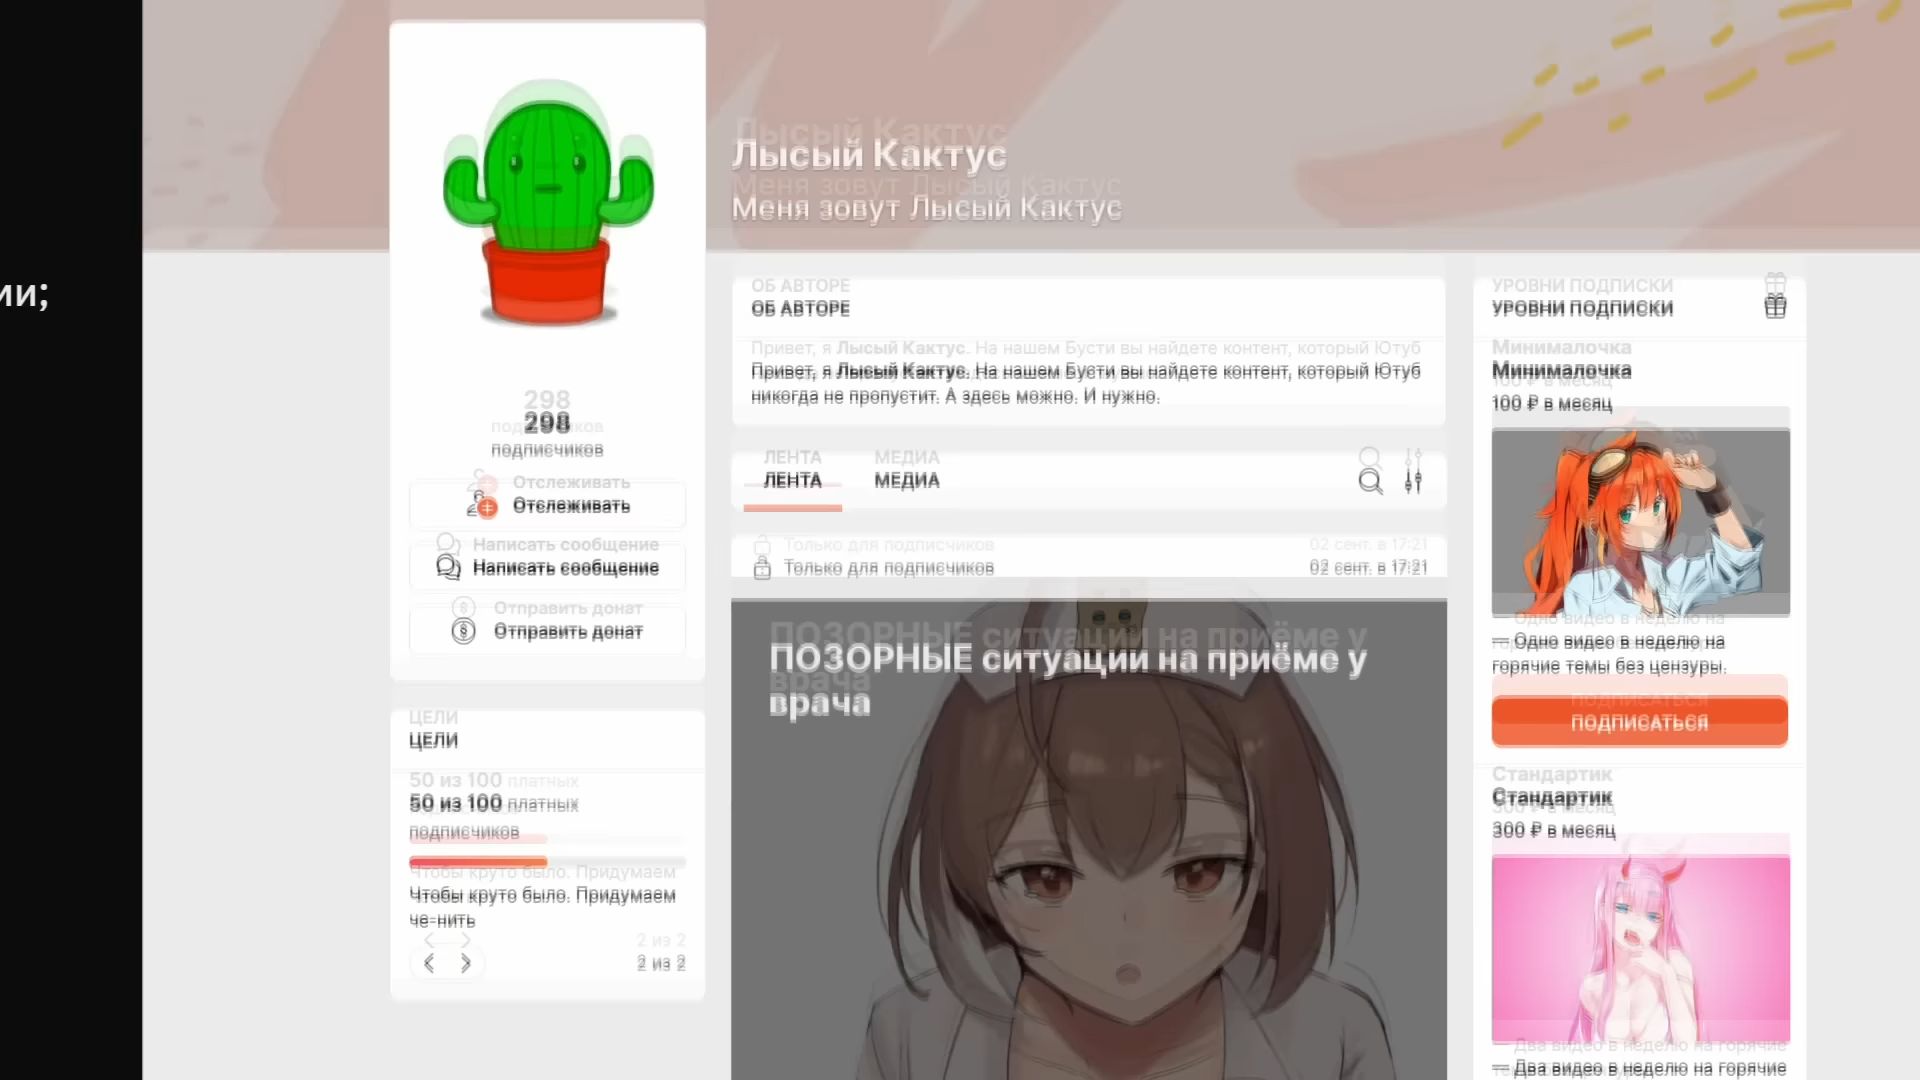 ии;
Лысый Кактус
Меня зовут Лысый Кактус
298
подписчиков
Отслеживать
Написать сообщение
Отправить донат
ЦЕЛИ
50 из 100 платных
подписчиков
Чтобы круто было. Придумаем
че-нить
2 из 2
ОБ АВТОРЕ
Привет, я Лысый Кактус. На нашем Бусти вы найдете контент, который Ютуб
никогда не пропустит. А здесь можно. И нужно.
ЛЕНТА
МЕДИА
Только для подписчиков
02 сент. в 17:21
ПОЗОРНЫЕ ситуации на приёме у
врача
УРОВНИ ПОДПИСКИ
Минималочка
100 ₽ в месяц
— Одно видео в неделю на
горячие темы без цензуры.
ПОДПИСАТЬСЯ
Стандартик
300 ₽ в месяц
— Два видео в неделю на горячие